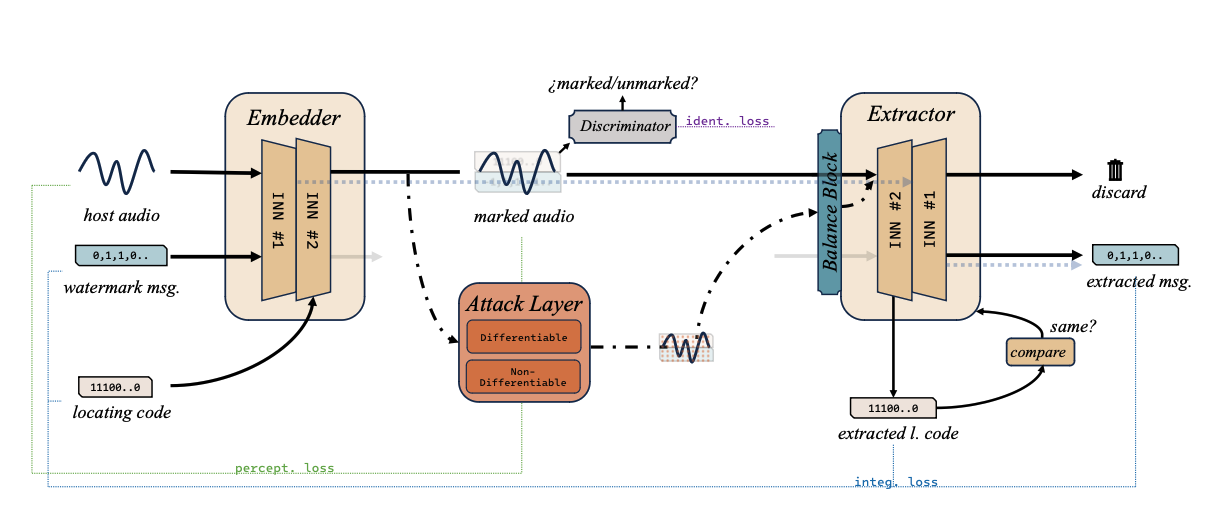 ¿marked/unmarked?
Embedder
Discriminator
ident. loss
Extractor
INN #1
INN #2
11100..0
marked audio
Balance Block
INN #2
INN #1
discard
host audio
0,1,1,0..
watermark msg.
0,1,1,0..
extracted msg.
Attack Layer
Differentiable
Non-
Differentiable
same?
compare
11100..0
locating code
11100..0
extracted l. code
percept. loss
integ. loss